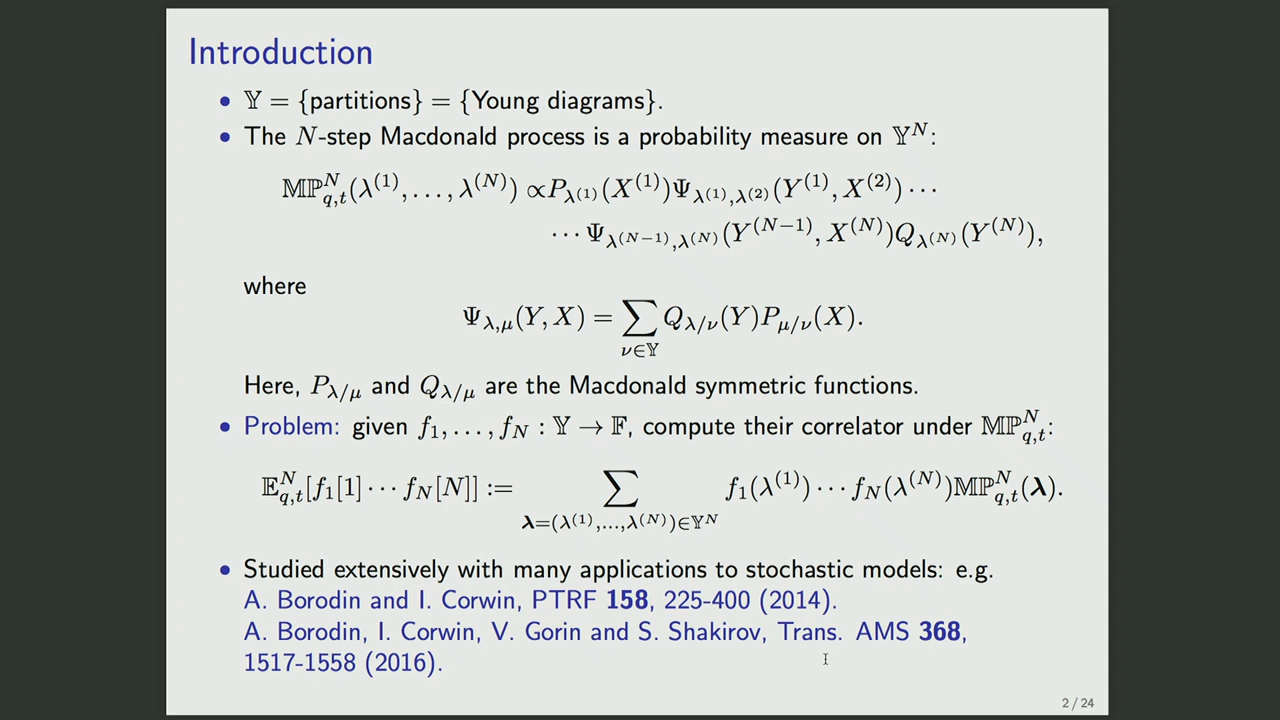 Introduction
• 𝕐 = {partitions} = {Young diagrams}.
• The N-step Macdonald process is a probability measure on 𝕐^N:
𝕄ℙ^N_{q,t}(λ^{(1)}, …, λ^{(N)}) ∝ P_{λ^{(1)}}(X^{(1)})Ψ_{λ^{(1)},λ^{(2)}}(Y^{(1)}, X^{(2)}) ⋯
⋯ Ψ_{λ^{(N−1)},λ^{(N)}}(Y^{(N−1)}, X^{(N)})Q_{λ^{(N)}}(Y^{(N)}),
where
Ψ_{λ,μ}(Y, X) = ∑_{ν∈𝕐} Q_{λ/ν}(Y)P_{μ/ν}(X).
Here, P_{λ/μ} and Q_{λ/μ} are the Macdonald symmetric functions.
• Problem: given f_1, …, f_N : 𝕐 → 𝔽, compute their correlator under 𝕄ℙ^N_{q,t}:
𝔼^N_{q,t}[f_1[1] ⋯ f_N[N]] := ∑_{λ=(λ^{(1)},…,λ^{(N)})∈𝕐^N} f_1(λ^{(1)}) ⋯ f_N(λ^{(N)})𝕄ℙ^N_{q,t}(λ).
• Studied extensively with many applications to stochastic models: e.g.
A. Borodin and I. Corwin, PTRF 158, 225-400 (2014).
A. Borodin, I. Corwin, V. Gorin and S. Shakirov, Trans. AMS 368,
1517-1558 (2016).
2 / 24